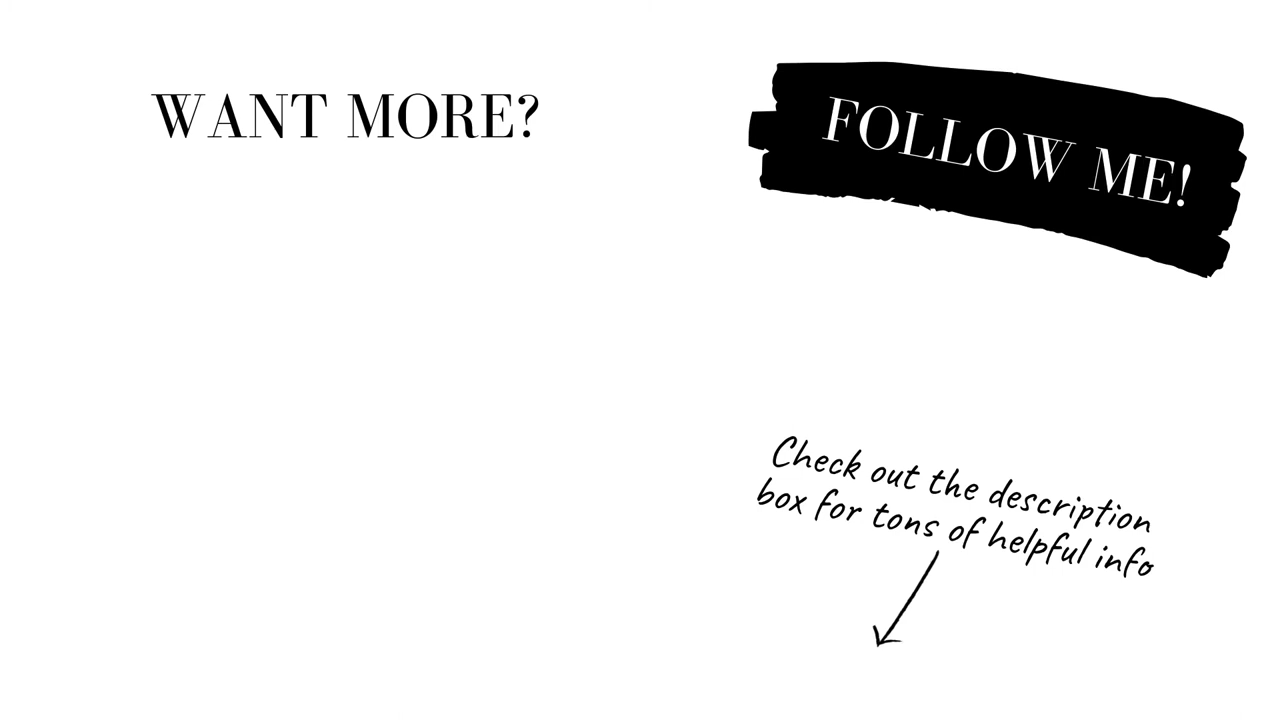 WANT MORE?
FOLLOW ME!
Check out the description
box for tons of helpful info